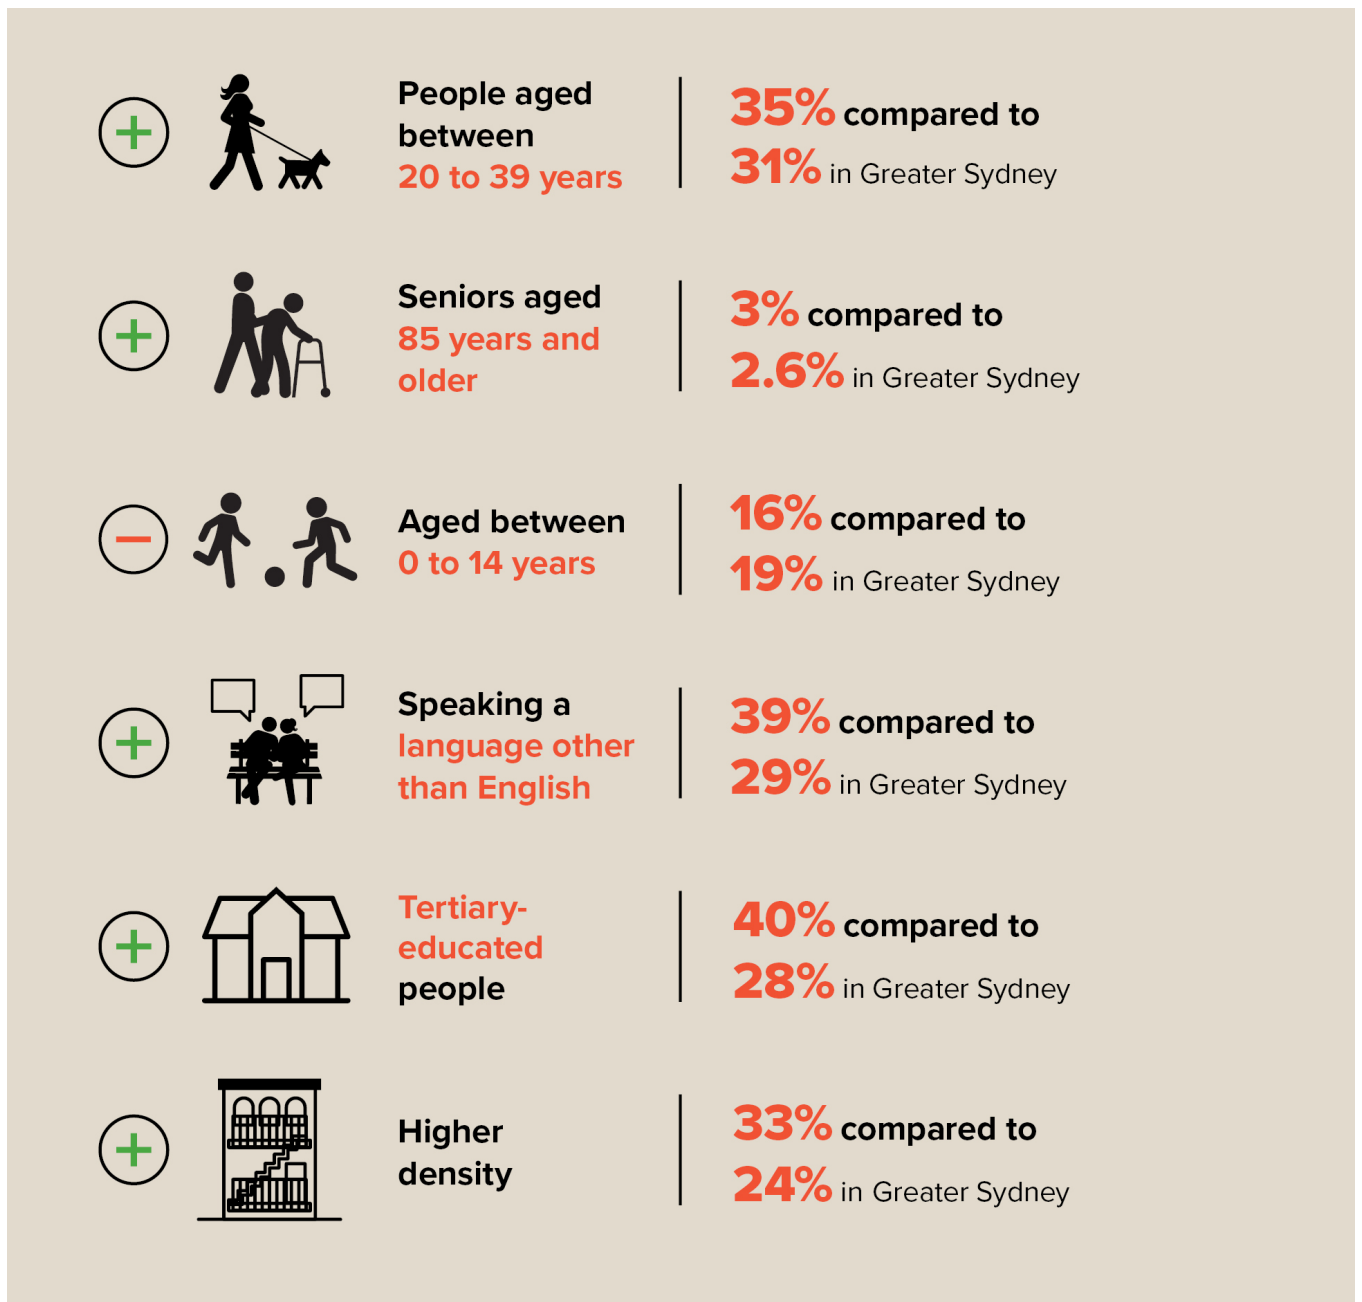 People aged
between
20 to 39 years
35% compared to
31% in Greater Sydney
Seniors aged
85 years and
older
3% compared to
2.6% in Greater Sydney
Aged between
0 to 14 years
16% compared to
19% in Greater Sydney
Speaking a
language other
than English
39% compared to
29% in Greater Sydney
Tertiary-
educated
people
40% compared to
28% in Greater Sydney
Higher
density
33% compared to
24% in Greater Sydney